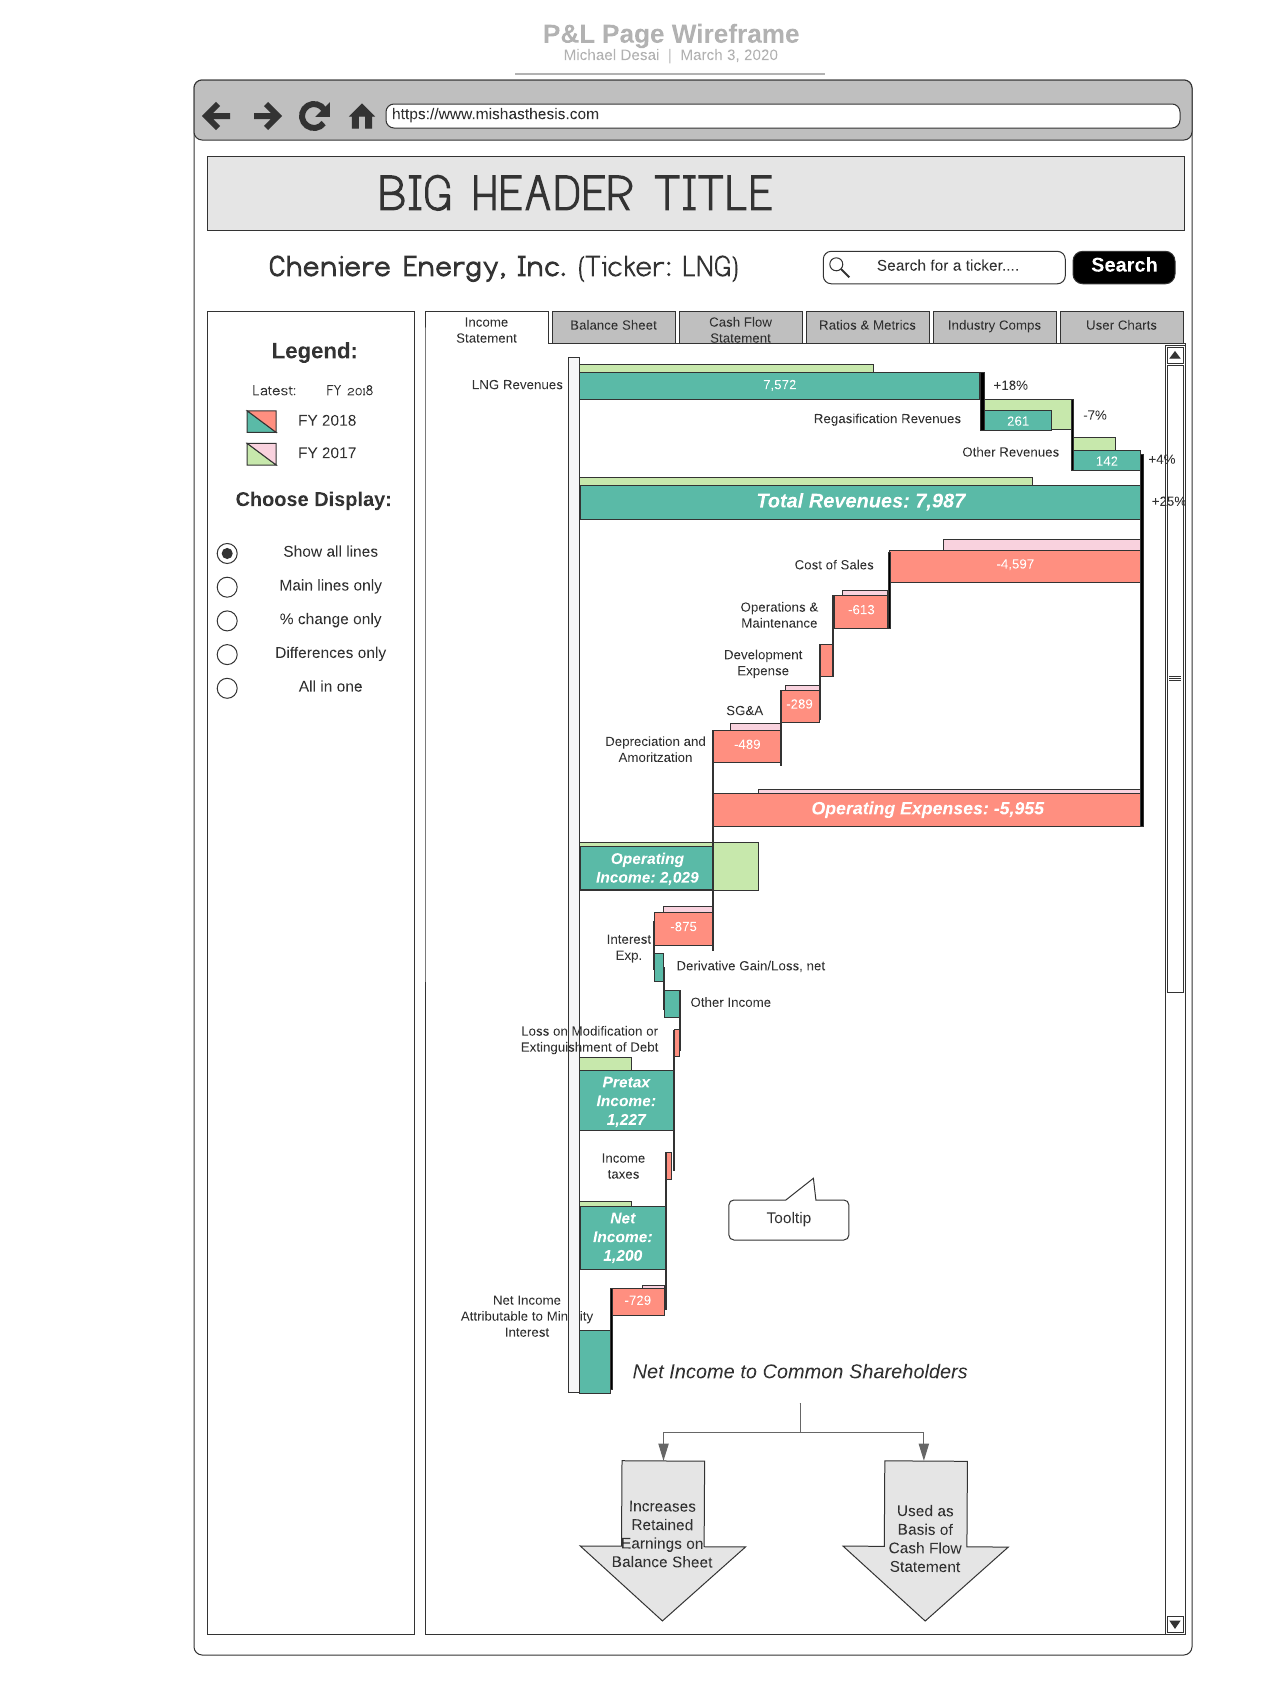 P&L Page Wireframe
Michael Desai | March 3, 2020
https://www.mishasthesis.com
BIG HEADER TITLE
Cheniere Energy, Inc. (Ticker: LNG)
Search for a ticker....
Search
Legend:
Latest: FY 2018
FY 2018
FY 2017
Choose Display:
Show all lines
Main lines only
% change only
Differences only
All in one
Income
Statement
Balance Sheet
Cash Flow
Statement
Ratios & Metrics
Industry Comps
User Charts
LNG Revenues
7,572
+18%
Regasification Revenues
261
-7%
Other Revenues
142
+4%
Total Revenues: 7,987
+25%
Cost of Sales
-4,597
Operations &
Maintenance
-613
Development
Expense
SG&A
-289
Depreciation and
Amoritzation
-489
Operating Expenses: -5,955
Operating
Income: 2,029
Interest
Exp.
-875
Derivative Gain/Loss, net
Other Income
Loss on Modification or
Extinguishment of Debt
Pretax
Income:
1,227
Income
taxes
Tooltip
Net
Income:
1,200
Net Income
Attributable to Minority
Interest
-729
Net Income to Common Shareholders
Increases
Retained
Earnings on
Balance Sheet
Used as
Basis of
Cash Flow
Statement